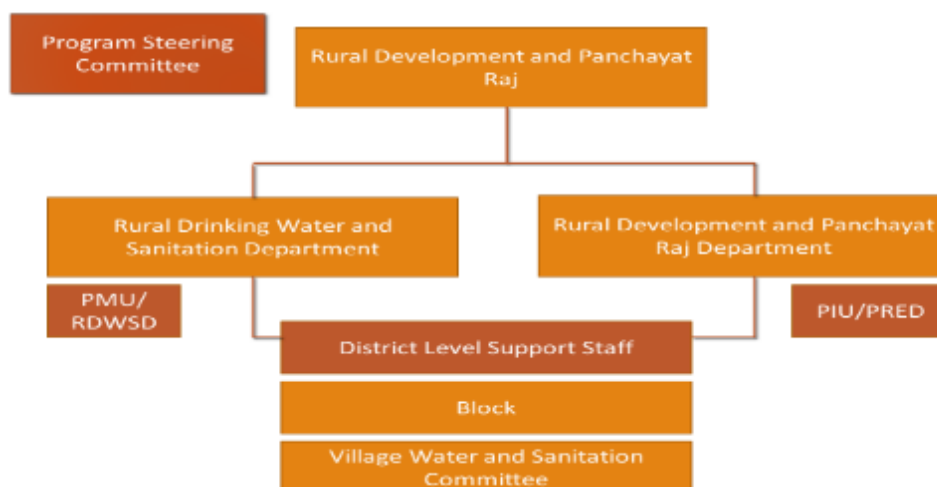 Program Steering
Committee
Rural Development and Panchayat
Raj
Rural Drinking Water and
Sanitation Department
Rural Development and Panchayat
Raj Department
PMU/
RDWSD
PIU/PRED
District Level Support Staff
Block
Village Water and Sanitation
Committee